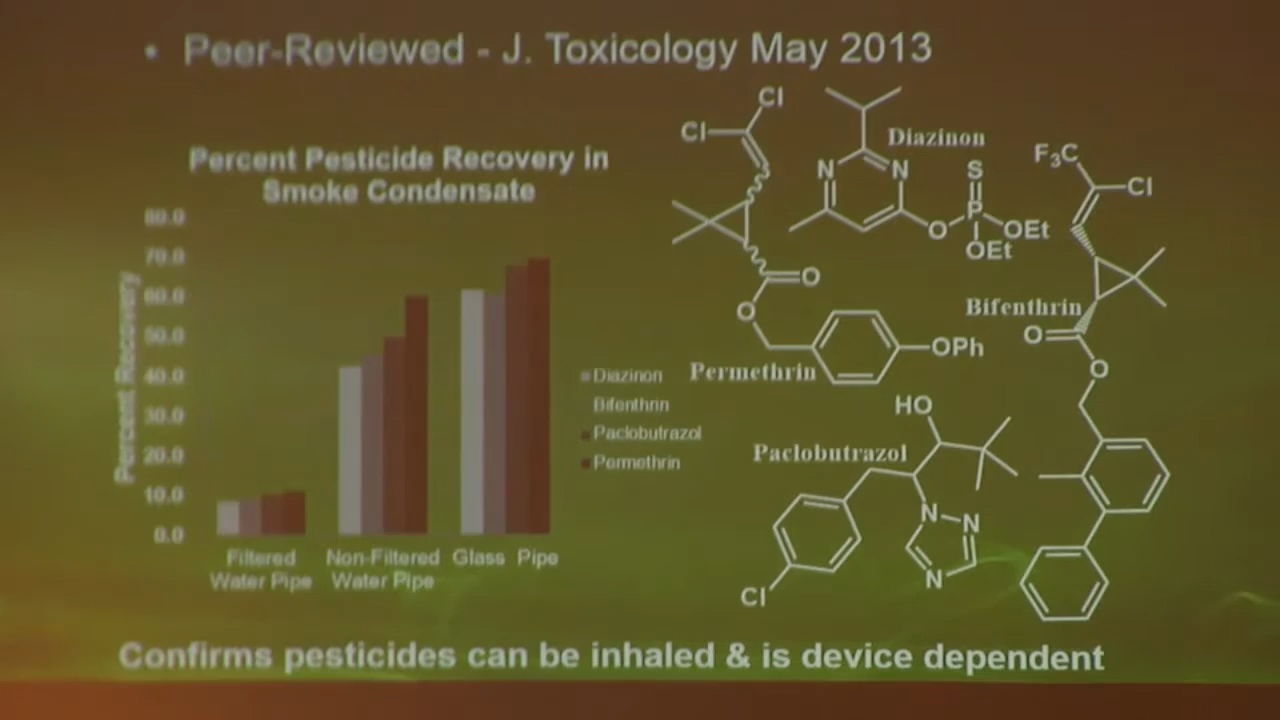 • Peer-Reviewed - J. Toxicology May 2013
Percent Pesticide Recovery in
Smoke Condensate
Percent Recovery
80.0
70.0
60.0
50.0
40.0
30.0
20.0
10.0
0.0
Filtered
Water Pipe
Non-Filtered
Water Pipe
Glass Pipe
Diazinon
Bifenthrin
Paclobutrazol
Permethrin
Cl
Cl
O
O
OPh
Permethrin
Diazinon
N
N
S
P
O
OEt
OEt
F₃C
Cl
Bifenthrin
O
O
HO
Paclobutrazol
N
N
N
Cl
Confirms pesticides can be inhaled & is device dependent